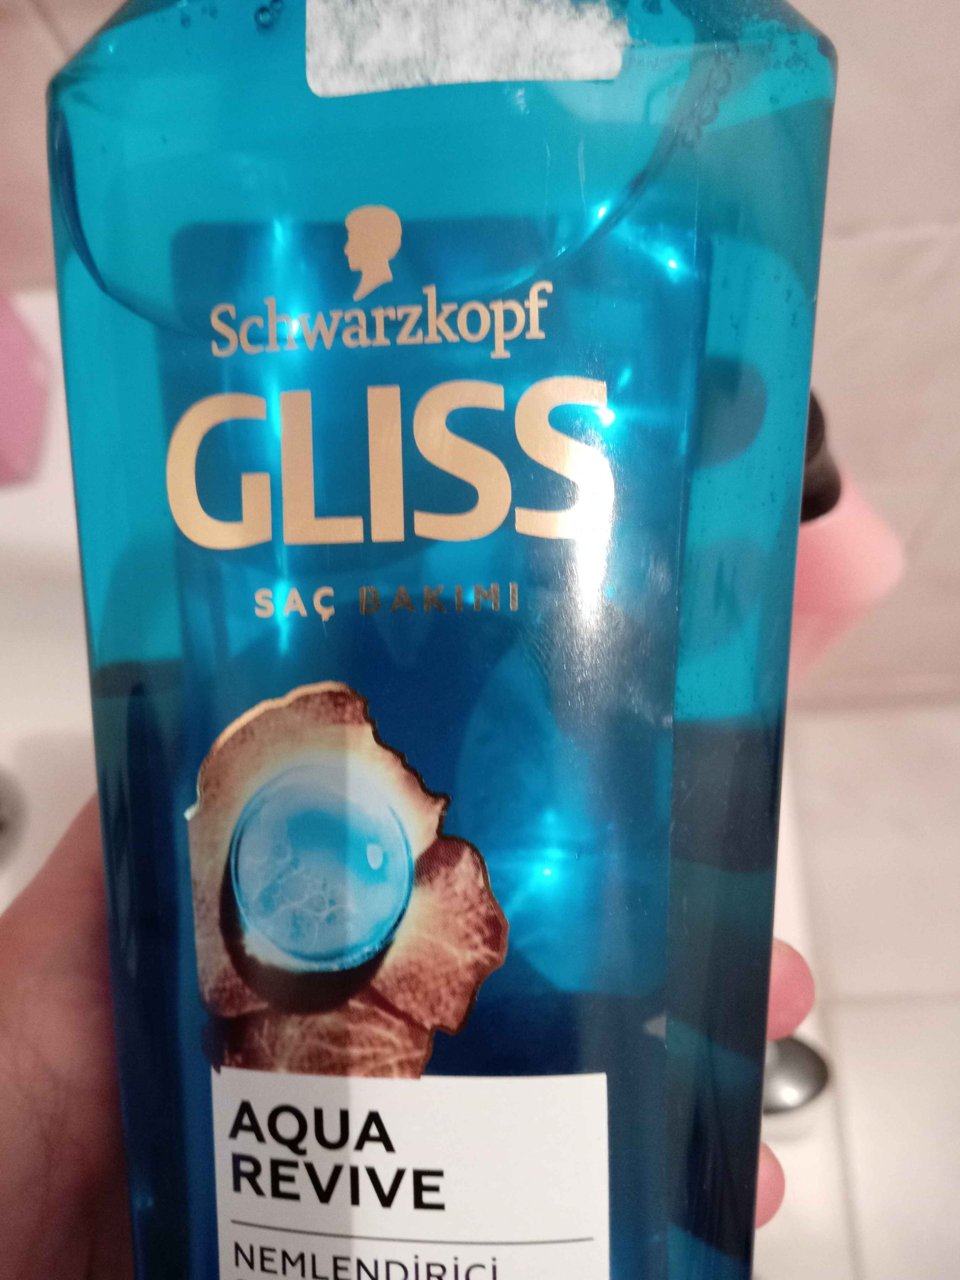 Schwarzkopf
GLISS
SAÇ BAKIMI
AQUA
REVIVE
NEMLENDİRİCİ